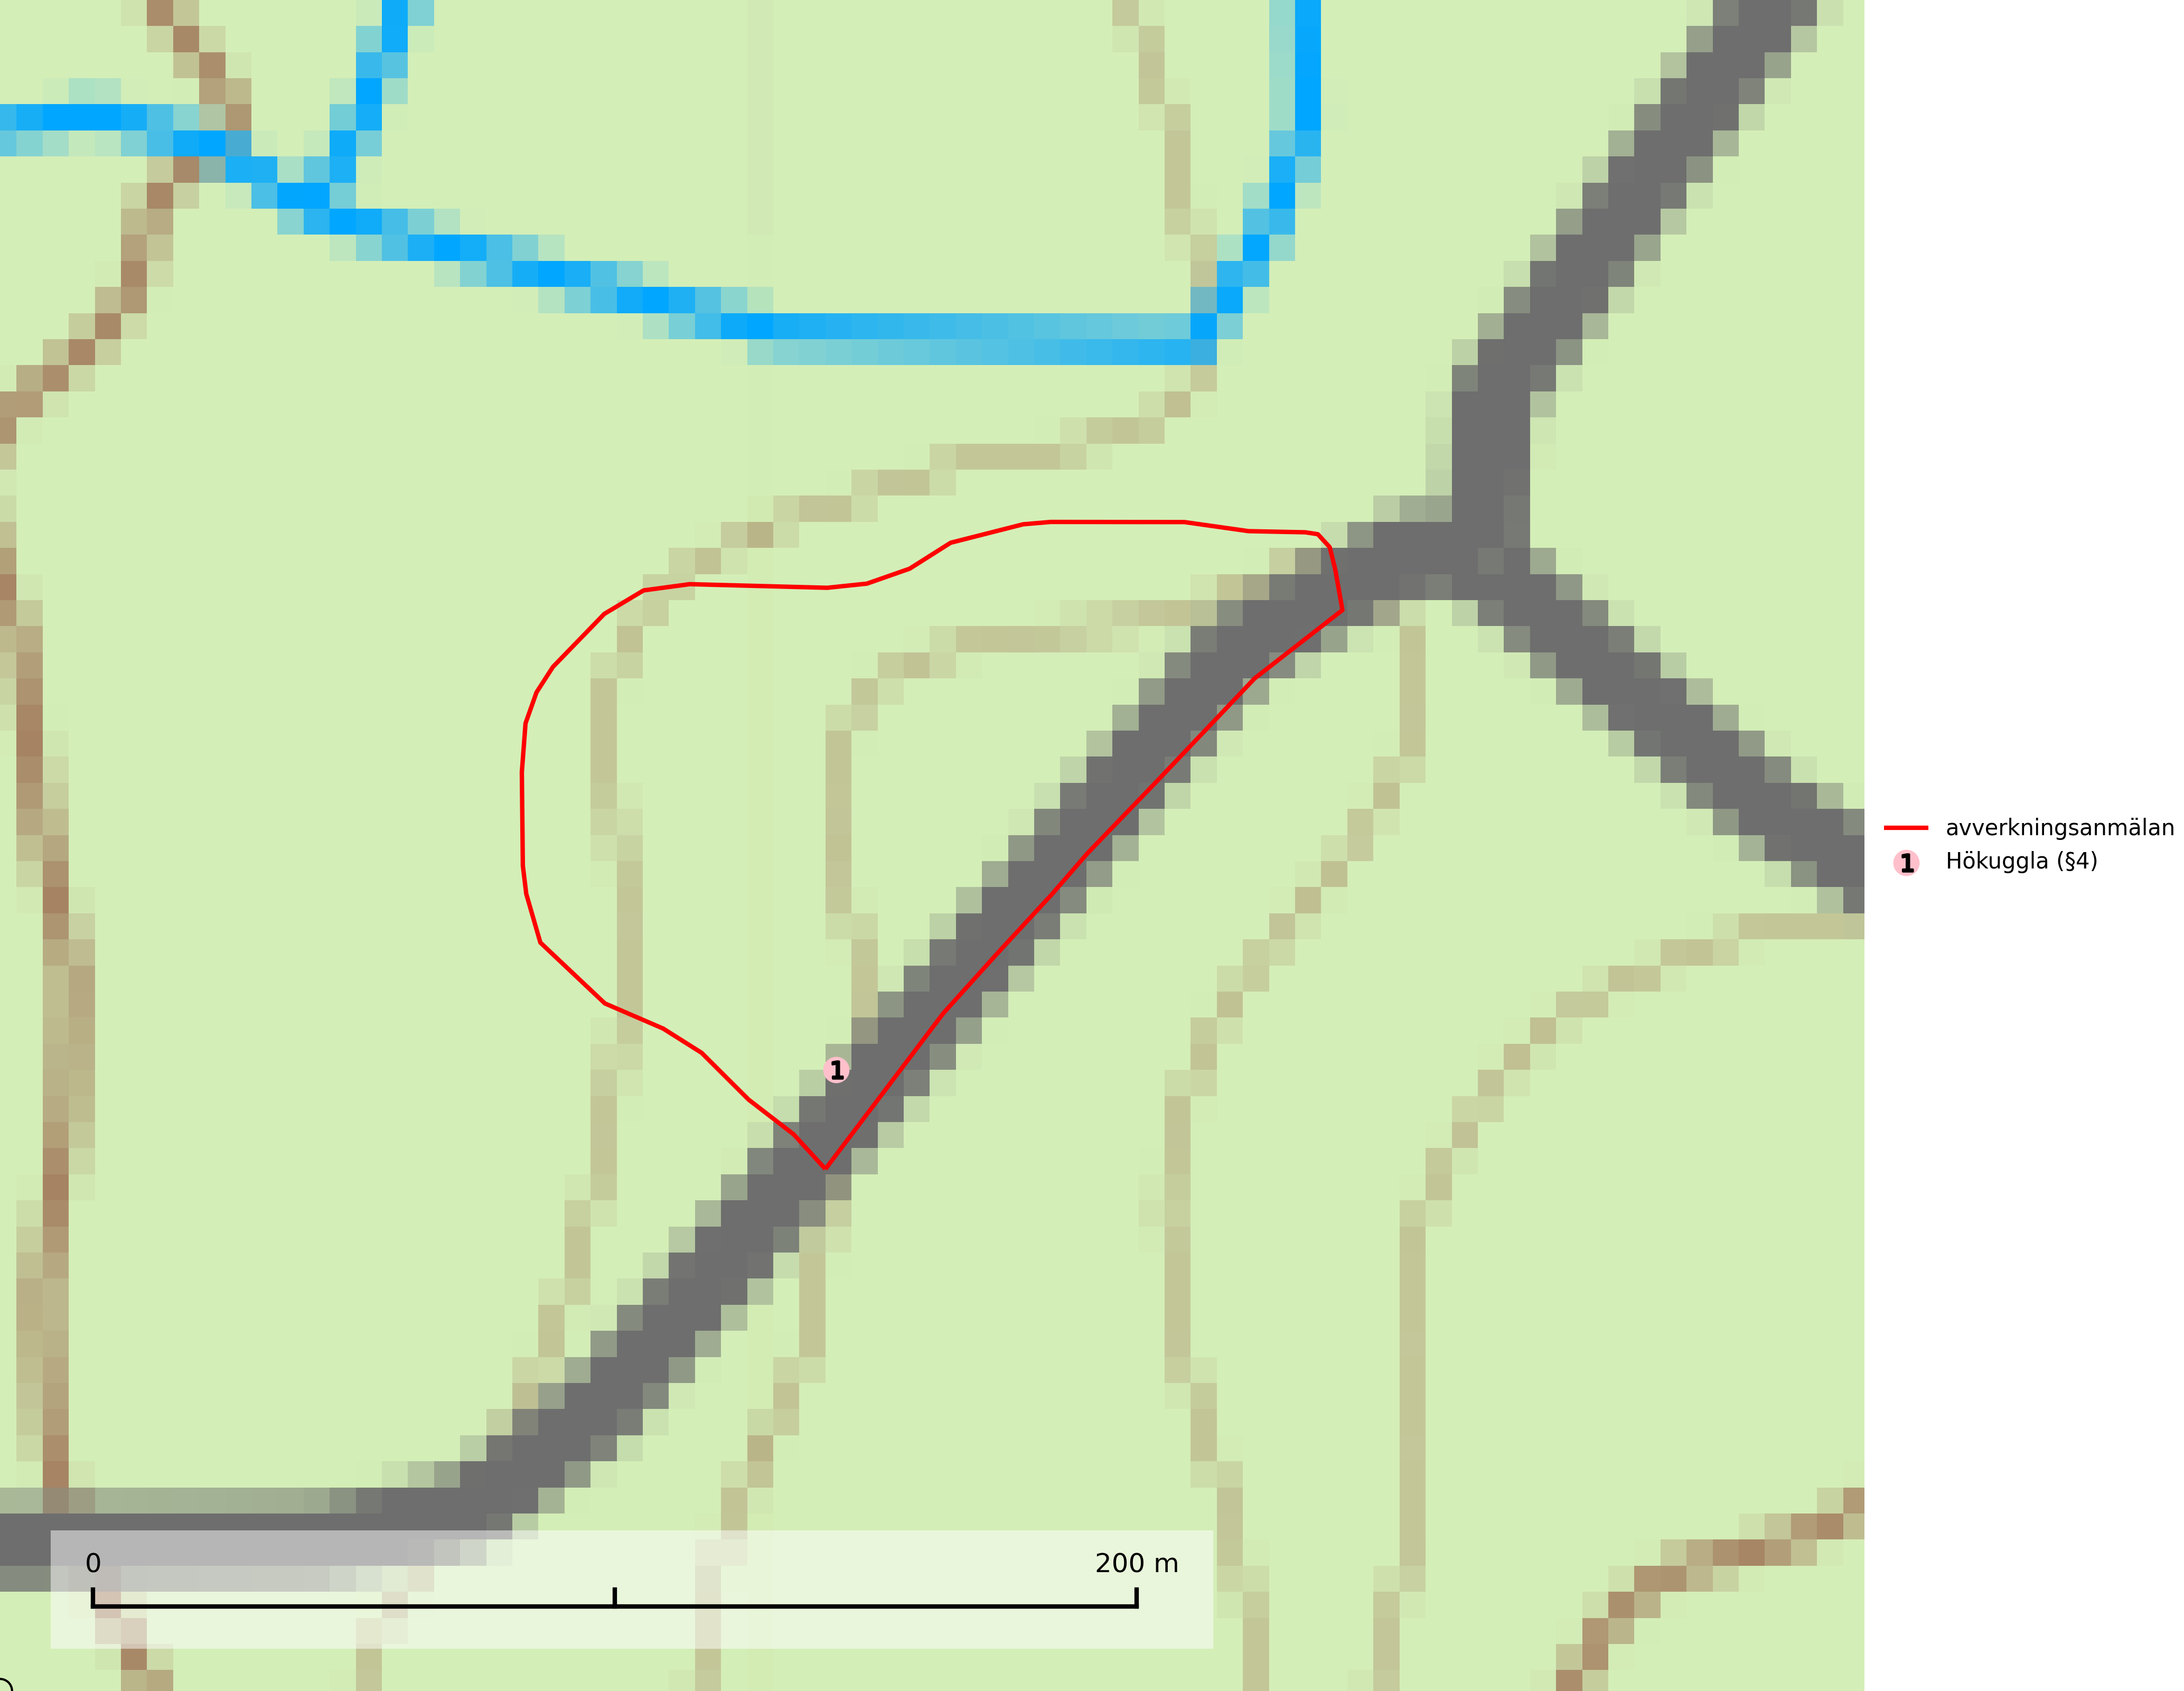 avverkningsanmälan
1 Hökuggla (§4)
1
0 200 m